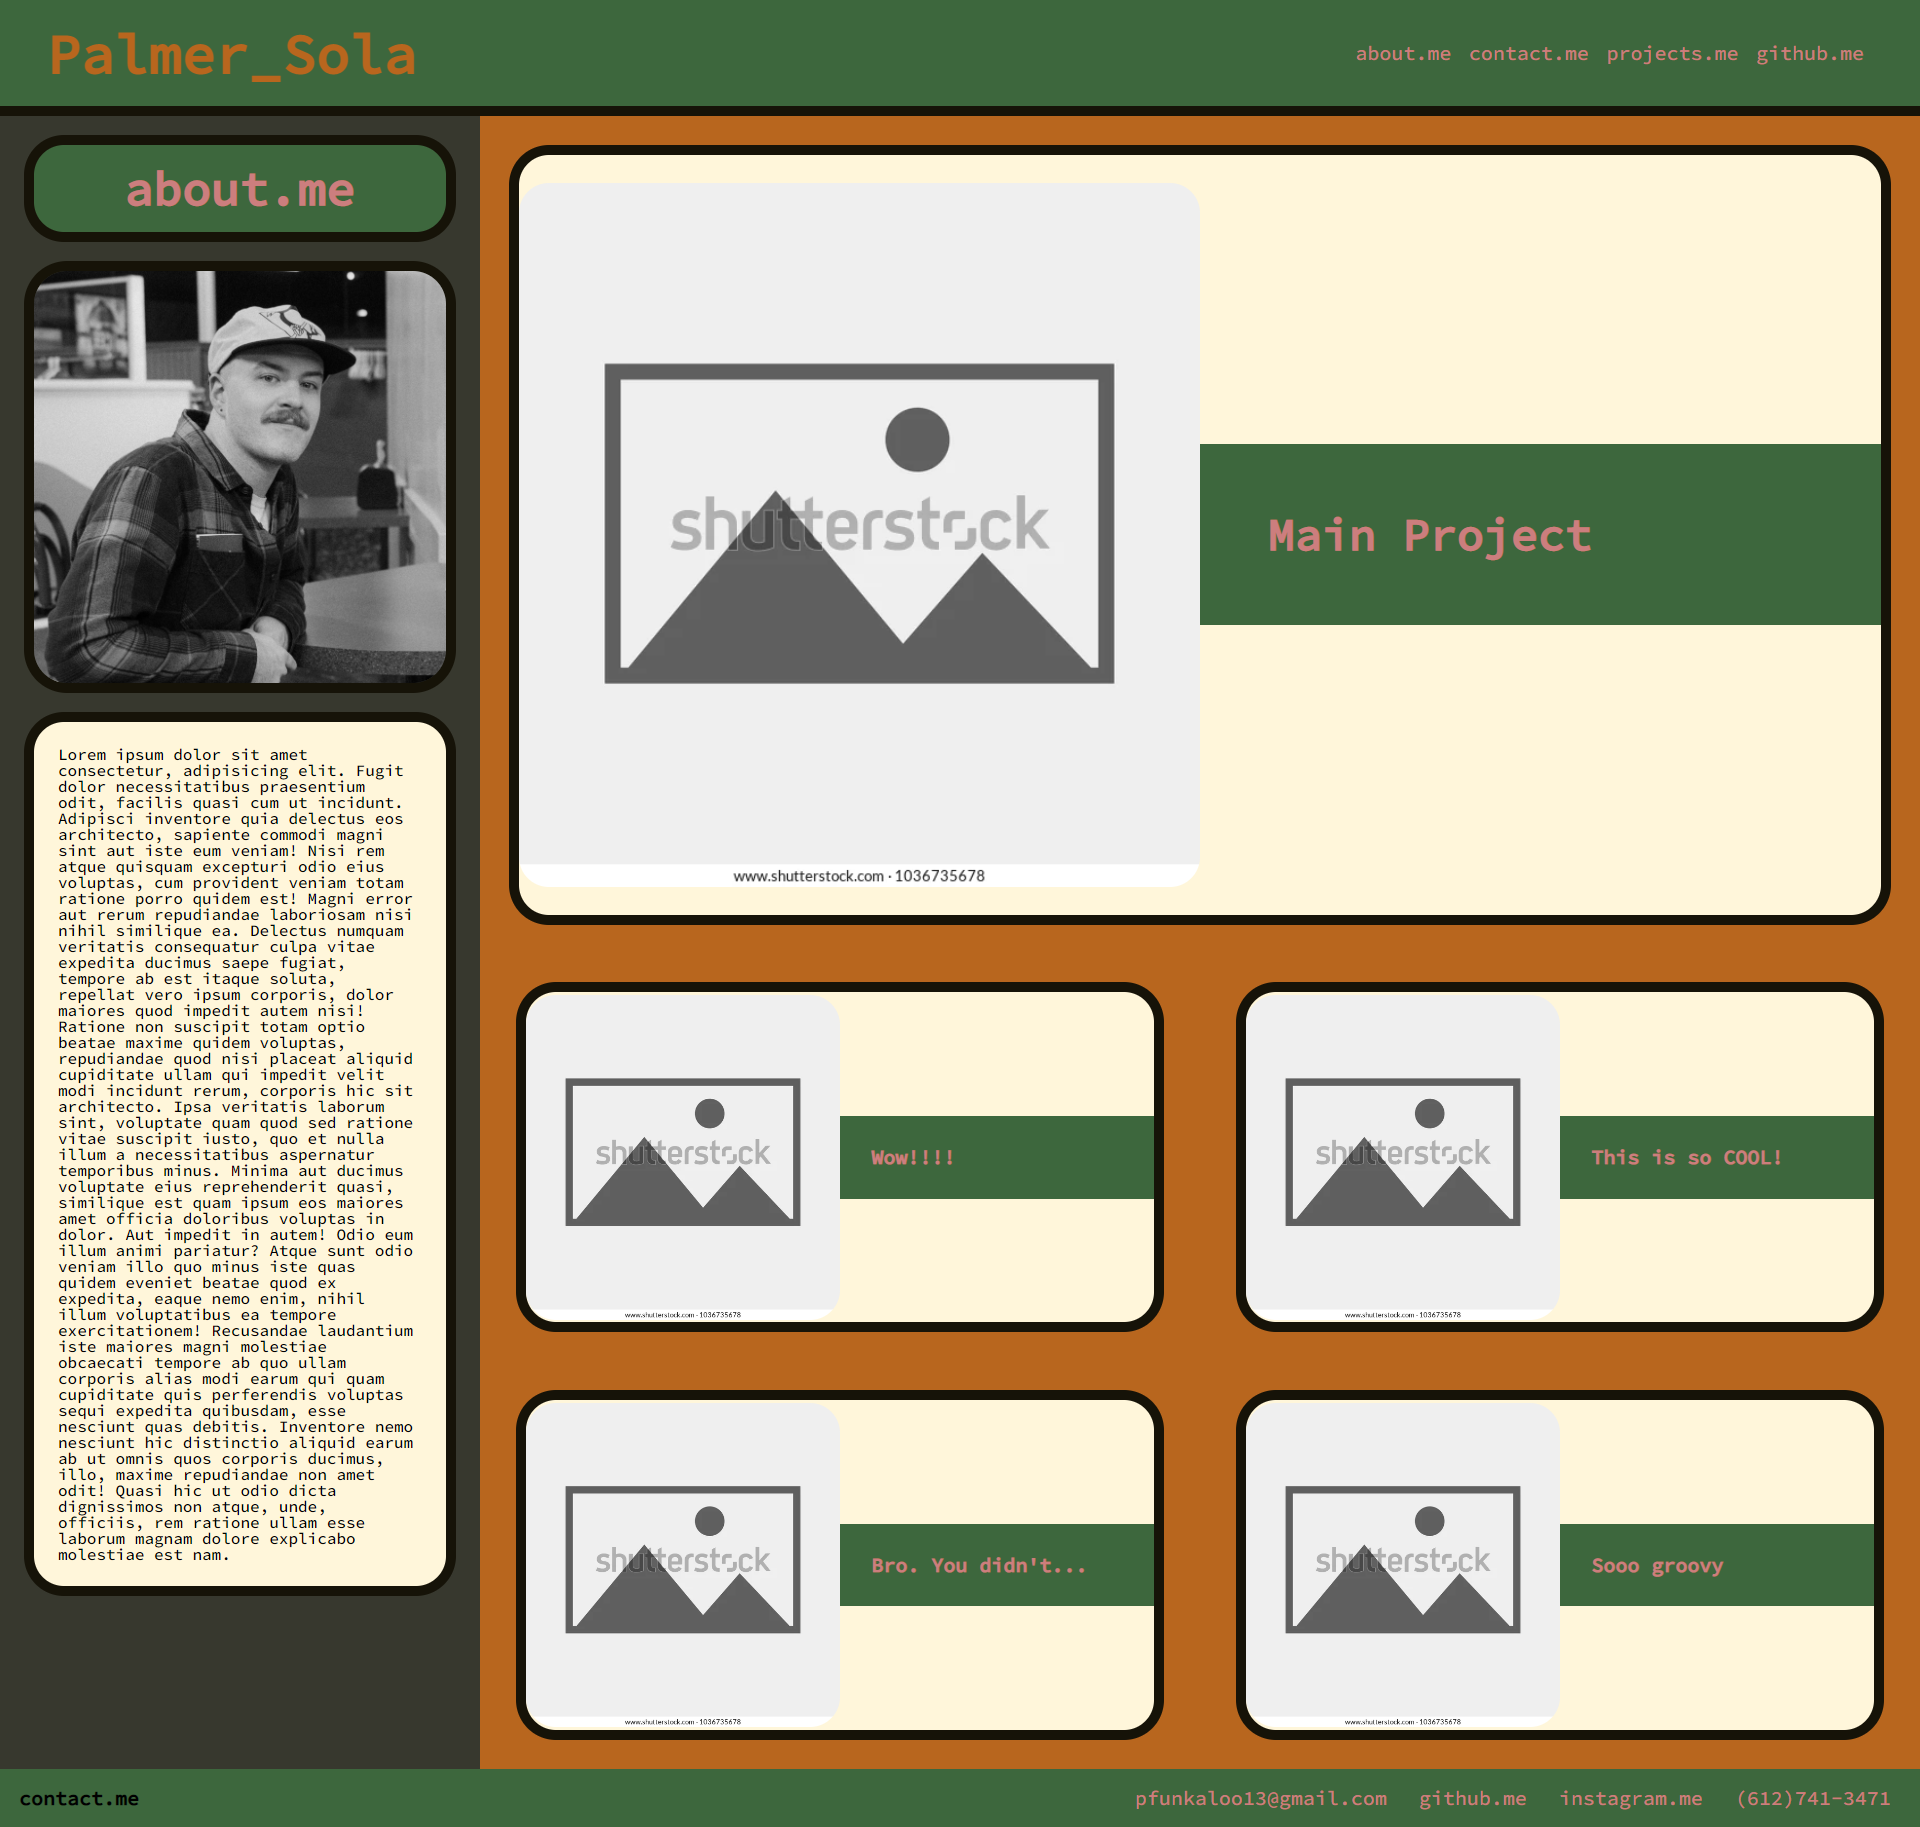 Palmer_Sola
about.me contact.me projects.me github.me
about.me
Lorem ipsum dolor sit amet
consectetur, adipisicing elit. Fugit
dolor necessitatibus praesentium
odit, facilis quasi cum ut incidunt.
Adipisci inventore quia delectus eos
architecto, sapiente commodi magni
sint aut iste eum veniam! Nisi rem
atque quisquam excepturi odio eius
voluptas, cum provident veniam totam
ratione porro quidem est! Magni error
aut rerum repudiandae laboriosam nisi
nihil similique ea. Delectus numquam
veritatis consequatur culpa vitae
expedita ducimus saepe fugiat,
tempore ab est itaque soluta,
repellat vero ipsum corporis, dolor
maiores quod impedit autem nisi!
Ratione non suscipit totam optio
beatae maxime quidem voluptas,
repudiandae quod nisi placeat aliquid
cupiditate ullam qui impedit velit
modi incidunt rerum, corporis hic sit
architecto. Ipsa veritatis laborum
sint, voluptate quam quod sed ratione
vitae suscipit iusto, quo et nulla
illum a necessitatibus aspernatur
temporibus minus. Minima aut ducimus
voluptate eius reprehenderit quasi,
similique est quam ipsum eos maiores
amet officia doloribus voluptas in
dolor. Aut impedit in autem! Odio eum
illum animi pariatur? Atque sunt odio
veniam illo quo minus iste quas
quidem eveniet beatae quod ex
expedita, eaque nemo enim, nihil
illum voluptatibus ea tempore
exercitationem! Recusandae laudantium
iste maiores magni molestiae
obcaecati tempore ab quo ullam
corporis alias modi earum qui quam
cupiditate quis perferendis voluptas
sequi expedita quibusdam, esse
nesciunt quas debitis. Inventore nemo
nesciunt hic distinctio aliquid earum
ab ut omnis quos corporis ducimus,
illo, maxime repudiandae non amet
odit! Quasi hic ut odio dicta
dignissimos non atque, unde,
officiis, rem ratione ullam esse
laborum magnam dolore explicabo
molestiae est nam.
shutterstock
www.shutterstock.com · 1036735678
Main Project
shutterstock
www.shutterstock.com · 1036735678
Wow!!!!
shutterstock
www.shutterstock.com · 1036735678
This is so COOL!
shutterstock
www.shutterstock.com · 1036735678
Bro. You didn't...
shutterstock
www.shutterstock.com · 1036735678
Sooo groovy
contact.me
pfunkaloo13@gmail.com github.me instagram.me (612)741-3471